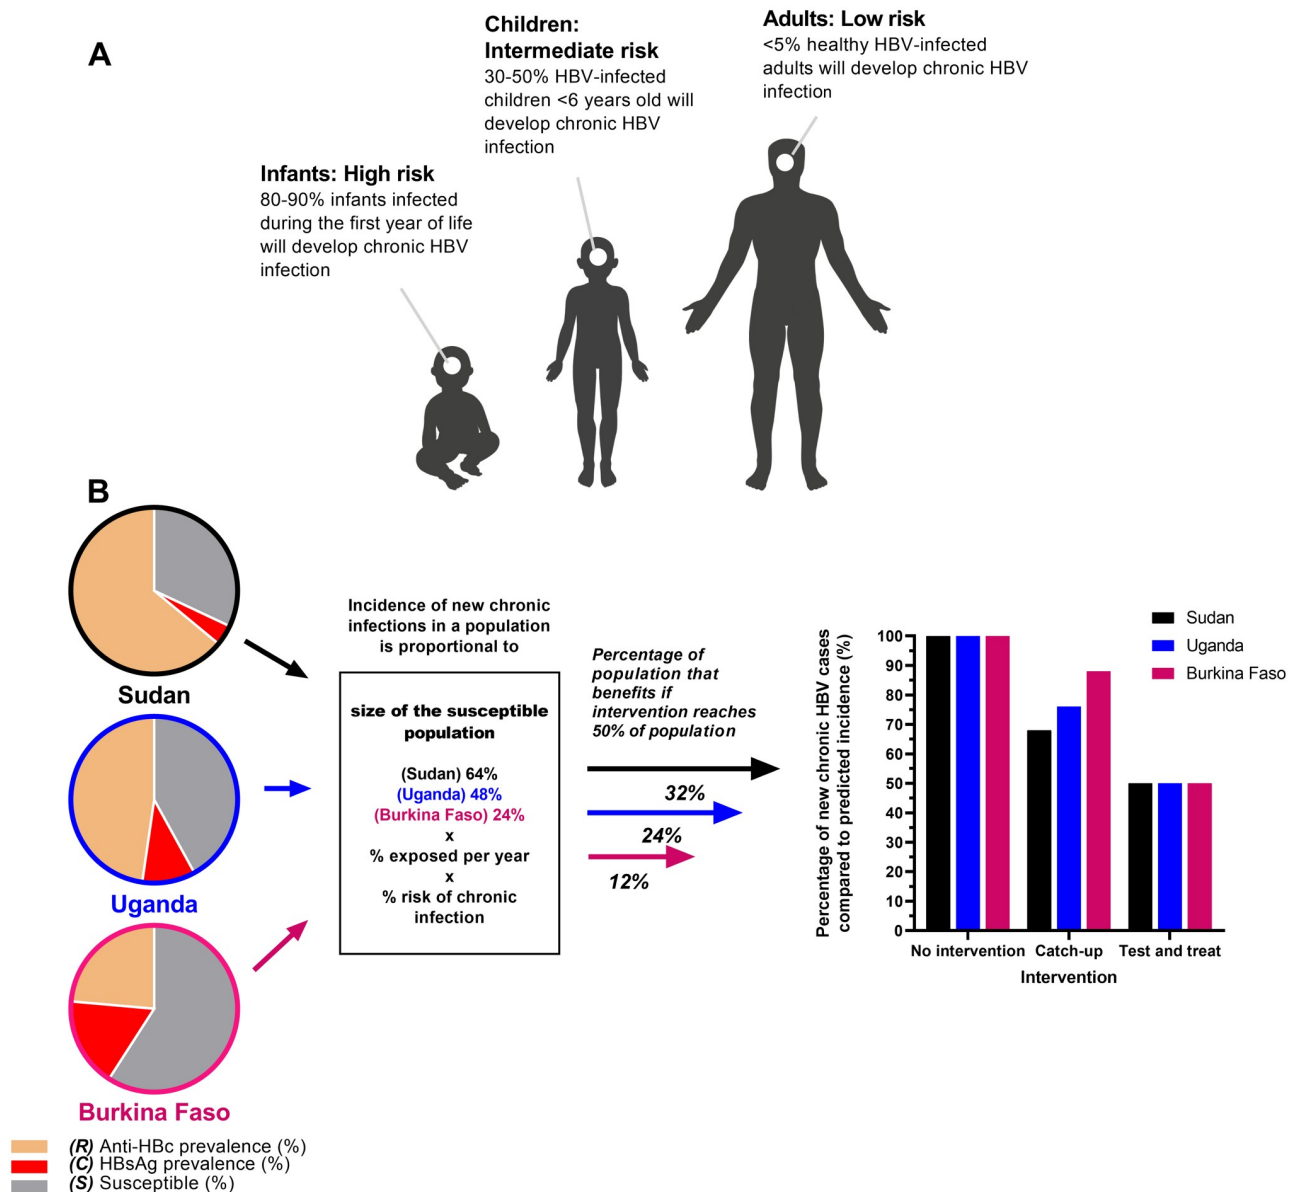 A
Infants: High risk
80-90% infants infected
during the first year of life
will develop chronic HBV
infection
Children:
Intermediate risk
30-50% HBV-infected
children <6 years old will
develop chronic HBV
infection
Adults: Low risk
<5% healthy HBV-infected
adults will develop chronic HBV
infection
B
Sudan
Uganda
Burkina Faso
(R) Anti-HBc prevalence (%)
(C) HBsAg prevalence (%)
(S) Susceptible (%)
Incidence of new chronic
infections in a population
is proportional to
size of the susceptible
population
(Sudan) 64%
(Uganda) 48%
(Burkina Faso) 24%
x
% exposed per year
x
% risk of chronic
infection
Percentage of
population that
benefits if
intervention reaches
50% of population
32%
24%
12%
Percentage of new chronic HBV cases
compared to predicted incidence (%)
100
90
80
70
60
50
40
30
20
10
0
No intervention
Catch-up
Test and treat
Intervention
Sudan
Uganda
Burkina Faso